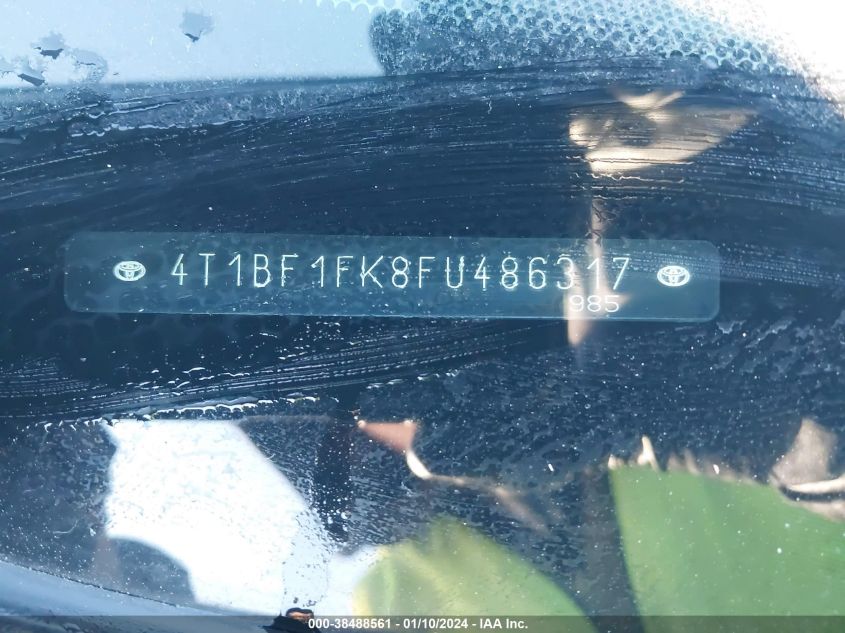 4T1BF1FK8FU486317
985
000-38488561 - 01/10/2024 - IAA Inc.